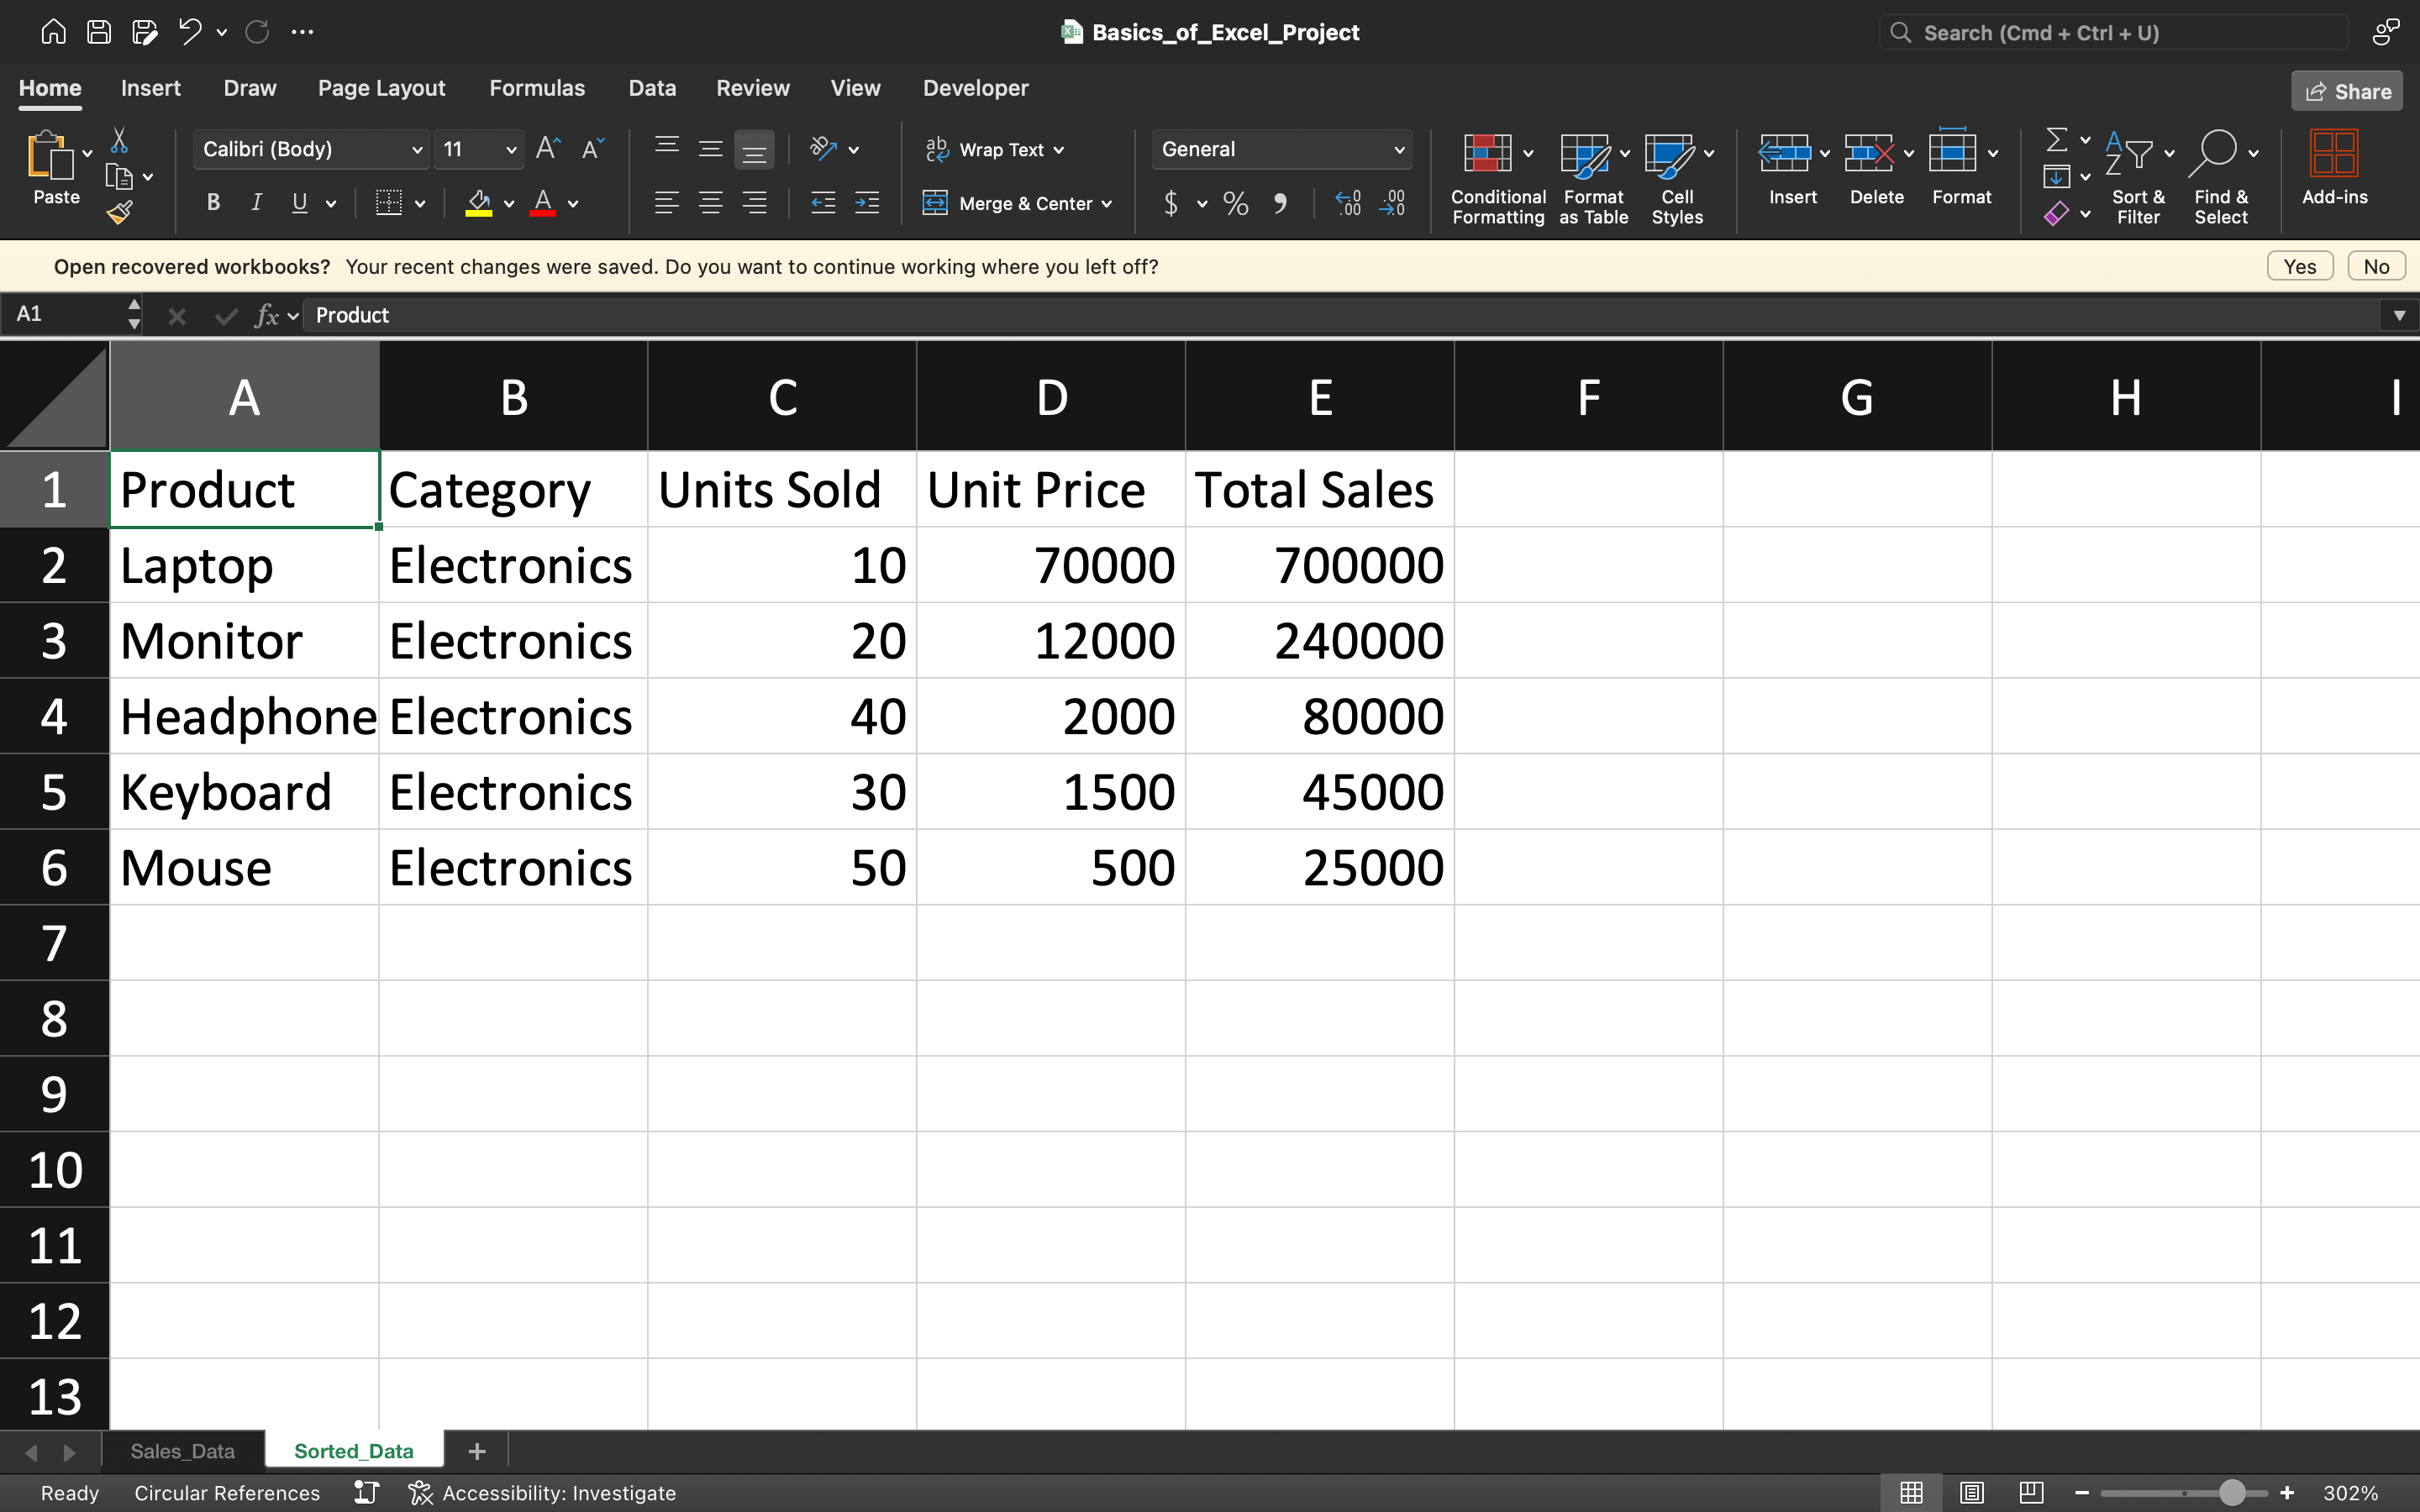 Basics_of_Excel_Project
Search (Cmd + Ctrl + U)
Home Insert Draw Page Layout Formulas Data Review View Developer
Share
Paste
Calibri (Body) 11
B I U
Wrap Text
Merge & Center
General
$ %
Conditional Formatting
Format as Table
Cell Styles
Insert
Delete
Format
Sort & Filter
Find & Select
Add-ins
Open recovered workbooks? Your recent changes were saved. Do you want to continue working where you left off?
Yes No
A1 fx Product
A B C D E F G H I
1 Product Category Units Sold Unit Price Total Sales
2 Laptop Electronics 10 70000 700000
3 Monitor Electronics 20 12000 240000
4 Headphone Electronics 40 2000 80000
5 Keyboard Electronics 30 1500 45000
6 Mouse Electronics 50 500 25000
7
8
9
10
11
12
13
Sales_Data Sorted_Data +
Ready Circular References Accessibility: Investigate
302%